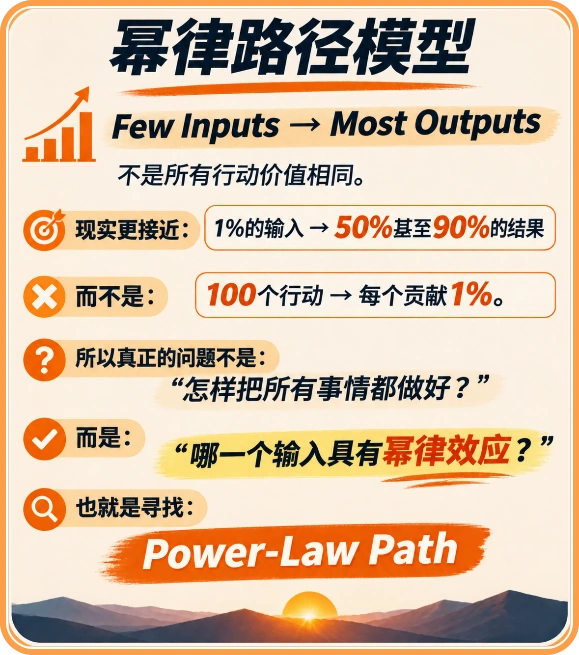 幂律路径模型
Few Inputs → Most Outputs
不是所有行动价值相同。
现实更接近：
1%的输入 → 50%甚至90%的结果
而不是：
100个行动 → 每个贡献1%。
所以真正的问题不是：
“怎样把所有事情都做好？”
而是：
“哪一个输入具有幂律效应？”
也就是寻找：
Power-Law Path